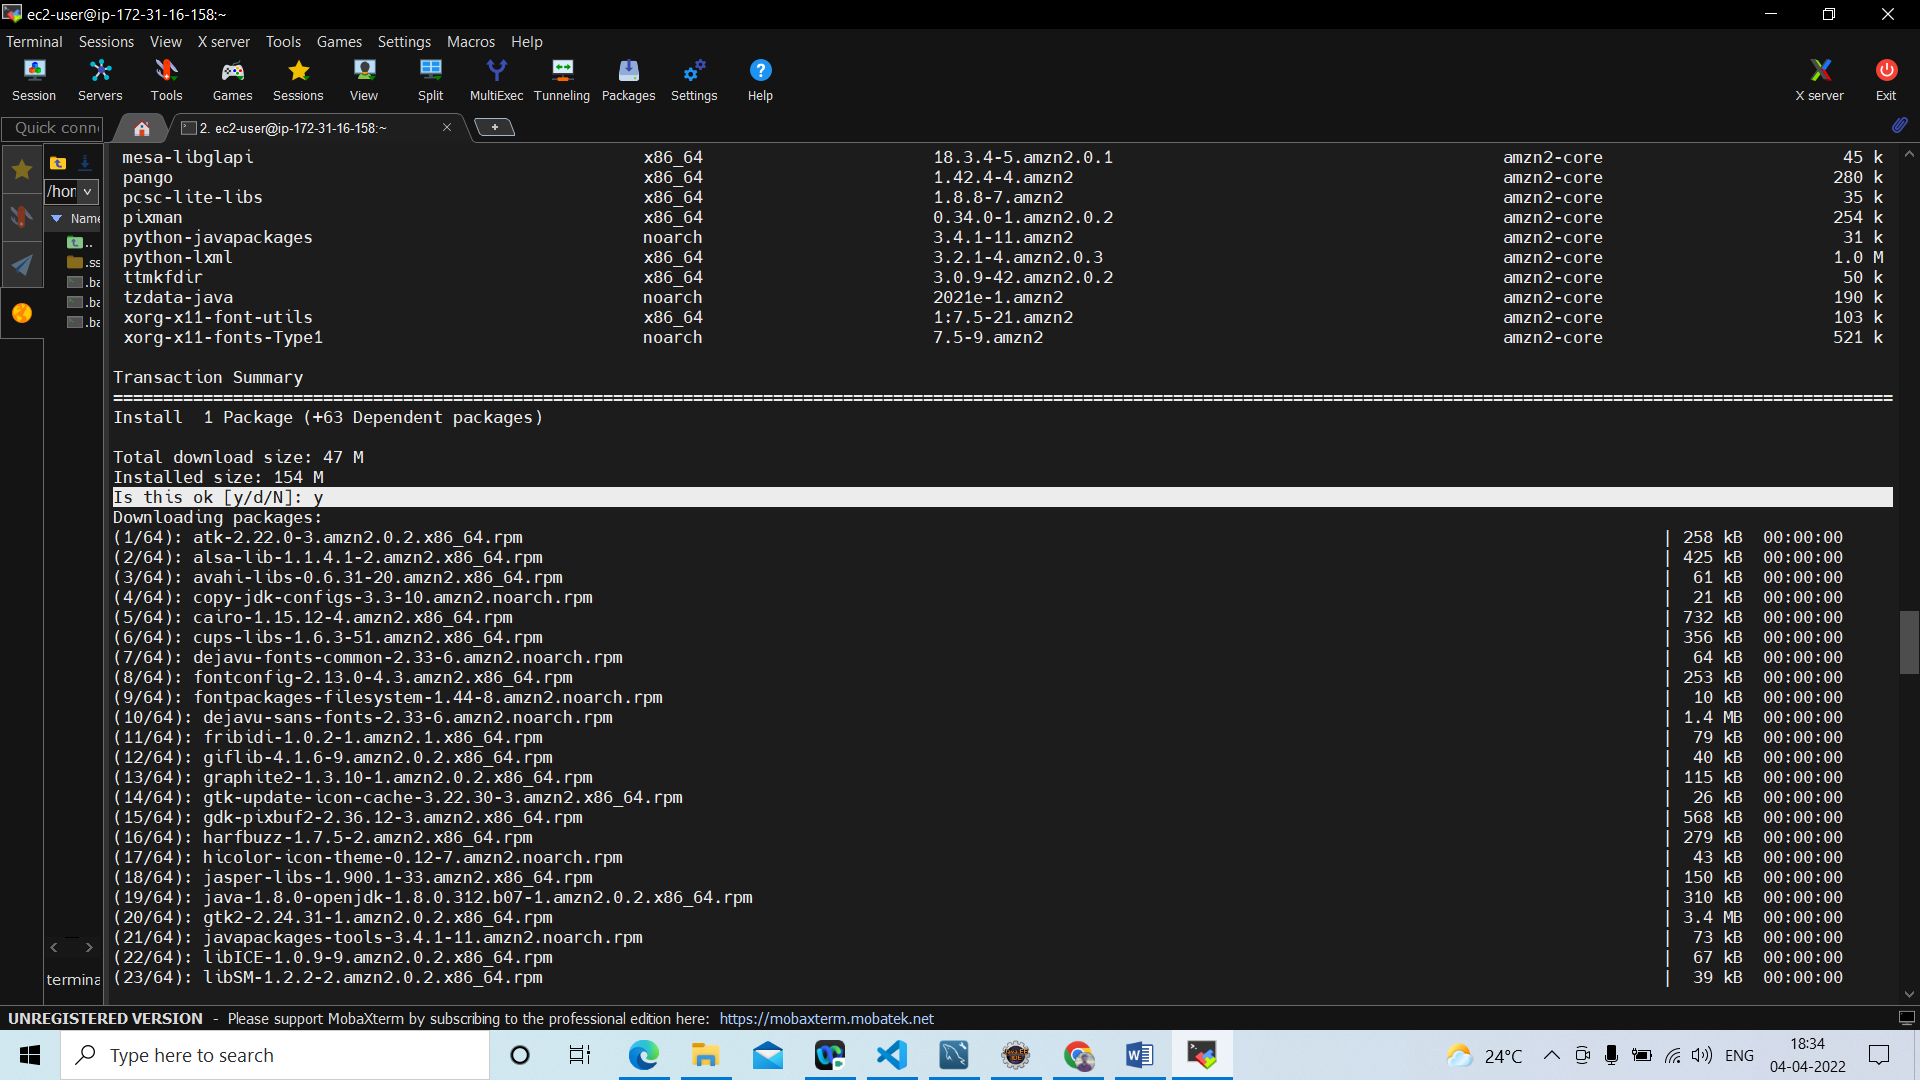 ec2-user@ip-172-31-16-158:~
Terminal Sessions View X server Tools Games Settings Macros Help
Session Servers Tools Games Sessions View Split MultiExec Tunneling Packages Settings Help X server Exit
Quick conn
2. ec2-user@ip-172-31-16-158:~
/hor
Name
..
.ss
.ba
.ba
.ba
termina
mesa-libglapi x86_64 18.3.4-5.amzn2.0.1 amzn2-core 45 k
pango x86_64 1.42.4-4.amzn2 amzn2-core 280 k
pcsc-lite-libs x86_64 1.8.8-7.amzn2 amzn2-core 35 k
pixman x86_64 0.34.0-1.amzn2.0.2 amzn2-core 254 k
python-javapackages noarch 3.4.1-11.amzn2 amzn2-core 31 k
python-lxml x86_64 3.2.1-4.amzn2.0.3 amzn2-core 1.0 M
ttmkfdir x86_64 3.0.9-42.amzn2.0.2 amzn2-core 50 k
tzdata-java noarch 2021e-1.amzn2 amzn2-core 190 k
xorg-x11-font-utils x86_64 1:7.5-21.amzn2 amzn2-core 103 k
xorg-x11-fonts-Type1 noarch 7.5-9.amzn2 amzn2-core 521 k
Transaction Summary
Install 1 Package (+63 Dependent packages)
Total download size: 47 M
Installed size: 154 M
Is this ok [y/d/N]: y
Downloading packages:
(1/64): atk-2.22.0-3.amzn2.0.2.x86_64.rpm | 258 kB 00:00:00
(2/64): alsa-lib-1.1.4.1-2.amzn2.x86_64.rpm | 425 kB 00:00:00
(3/64): avahi-libs-0.6.31-20.amzn2.x86_64.rpm | 61 kB 00:00:00
(4/64): copy-jdk-configs-3.3-10.amzn2.noarch.rpm | 21 kB 00:00:00
(5/64): cairo-1.15.12-4.amzn2.x86_64.rpm | 732 kB 00:00:00
(6/64): cups-libs-1.6.3-51.amzn2.x86_64.rpm | 356 kB 00:00:00
(7/64): dejavu-fonts-common-2.33-6.amzn2.noarch.rpm | 64 kB 00:00:00
(8/64): fontconfig-2.13.0-4.3.amzn2.x86_64.rpm | 253 kB 00:00:00
(9/64): fontpackages-filesystem-1.44-8.amzn2.noarch.rpm | 10 kB 00:00:00
(10/64): dejavu-sans-fonts-2.33-6.amzn2.noarch.rpm | 1.4 MB 00:00:00
(11/64): fribidi-1.0.2-1.amzn2.1.x86_64.rpm | 79 kB 00:00:00
(12/64): giflib-4.1.6-9.amzn2.0.2.x86_64.rpm | 40 kB 00:00:00
(13/64): graphite2-1.3.10-1.amzn2.0.2.x86_64.rpm | 115 kB 00:00:00
(14/64): gtk-update-icon-cache-3.22.30-3.amzn2.x86_64.rpm | 26 kB 00:00:00
(15/64): gdk-pixbuf2-2.36.12-3.amzn2.x86_64.rpm | 568 kB 00:00:00
(16/64): harfbuzz-1.7.5-2.amzn2.x86_64.rpm | 279 kB 00:00:00
(17/64): hicolor-icon-theme-0.12-7.amzn2.noarch.rpm | 43 kB 00:00:00
(18/64): jasper-libs-1.900.1-33.amzn2.x86_64.rpm | 150 kB 00:00:00
(19/64): java-1.8.0-openjdk-1.8.0.312.b07-1.amzn2.0.2.x86_64.rpm | 310 kB 00:00:00
(20/64): gtk2-2.24.31-1.amzn2.0.2.x86_64.rpm | 3.4 MB 00:00:00
(21/64): javapackages-tools-3.4.1-11.amzn2.noarch.rpm | 73 kB 00:00:00
(22/64): libICE-1.0.9-9.amzn2.0.2.x86_64.rpm | 67 kB 00:00:00
(23/64): libSM-1.2.2-2.amzn2.0.2.x86_64.rpm | 39 kB 00:00:00
UNREGISTERED VERSION - Please support MobaXterm by subscribing to the professional edition here: https://mobaxterm.mobatek.net
Type here to search
24°C
ENG
18:34
04-04-2022